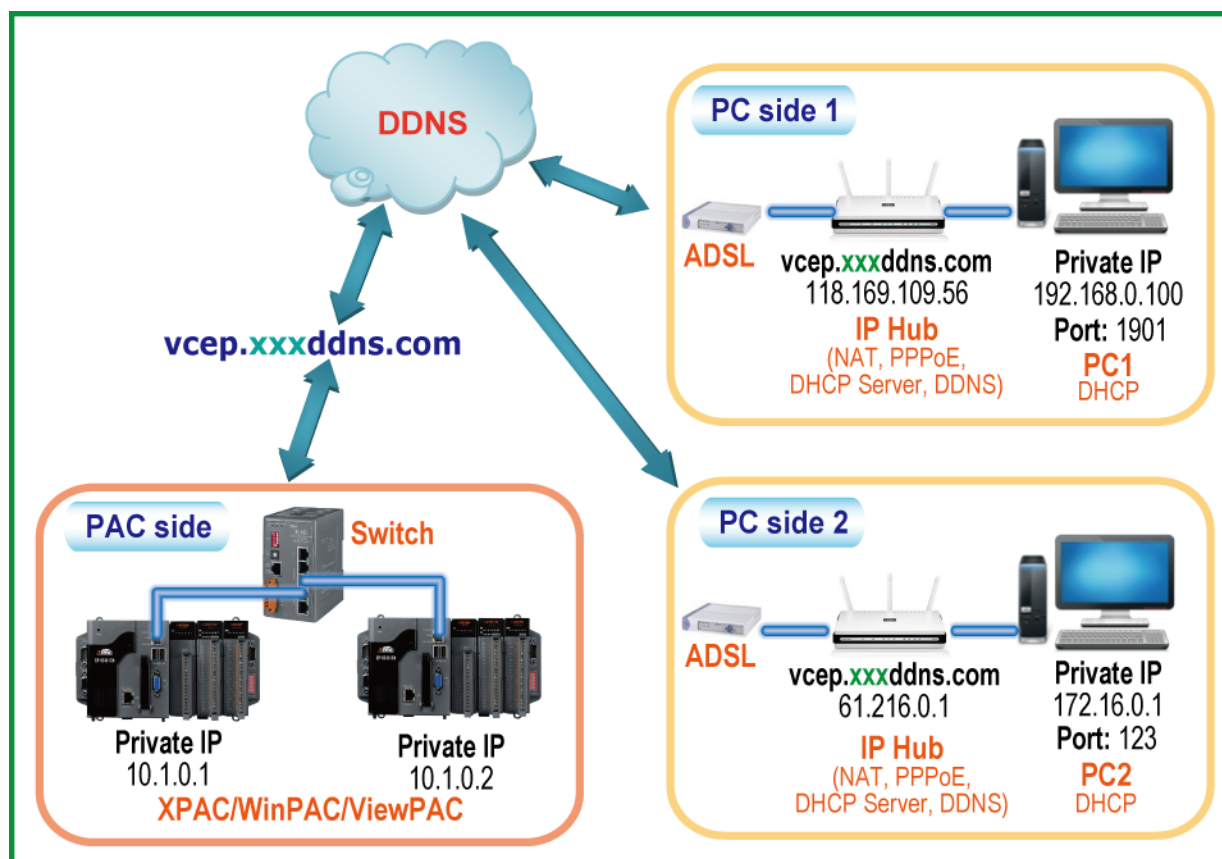 DDNS
vcep.xxxddns.com
PC side 1
ADSL
vcep.xxxddns.com
118.169.109.56
IP Hub
(NAT, PPPoE,
DHCP Server, DDNS)
Private IP
192.168.0.100
Port: 1901
PC1
DHCP
PAC side
Switch
Private IP
10.1.0.1
Private IP
10.1.0.2
XPAC/WinPAC/ViewPAC
PC side 2
ADSL
vcep.xxxddns.com
61.216.0.1
IP Hub
(NAT, PPPoE,
DHCP Server, DDNS)
Private IP
172.16.0.1
Port: 123
PC2
DHCP